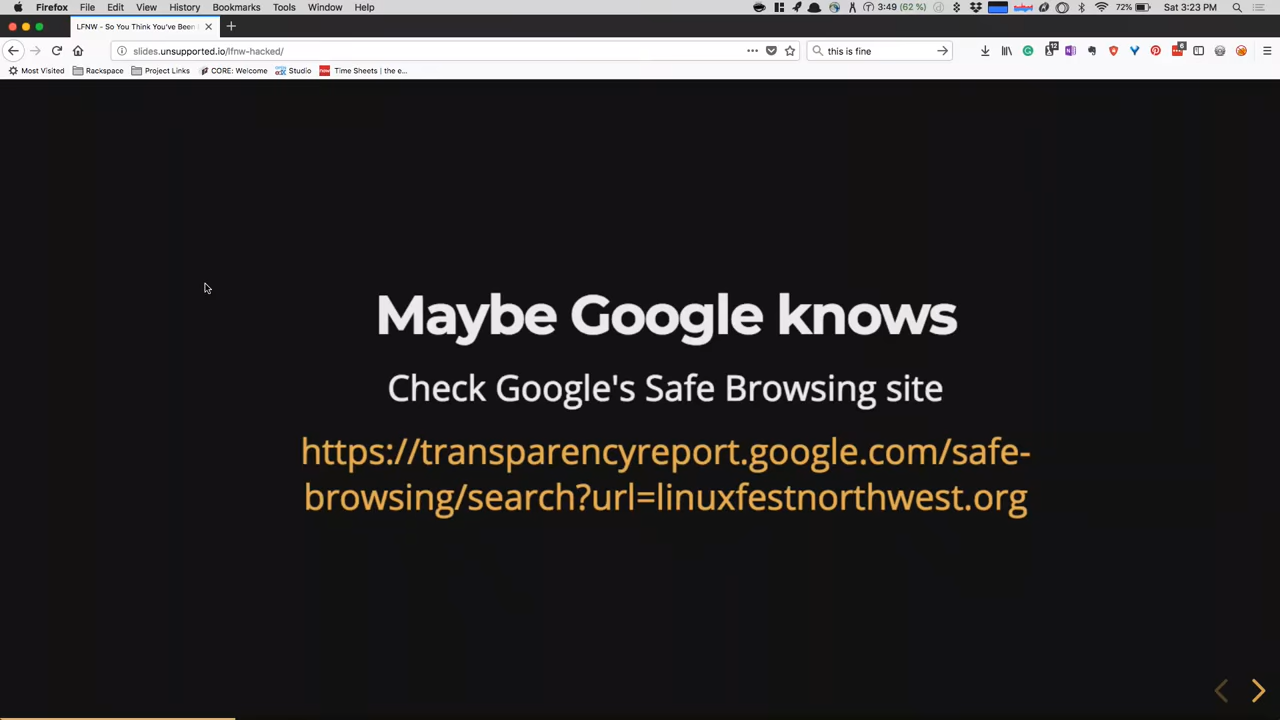 Firefox File Edit View History Bookmarks Tools Window Help 3:49 (62 %) 72% Sat 3:23 PM
LFNW - So You Think You've Been
slides.unsupported.io/lfnw-hacked/ this is fine 12 6
Most Visited Rackspace Project Links CORE: Welcome Studio Time Sheets | the e...
Maybe Google knows
Check Google's Safe Browsing site
https://transparencyreport.google.com/safe-
browsing/search?url=linuxfestnorthwest.org